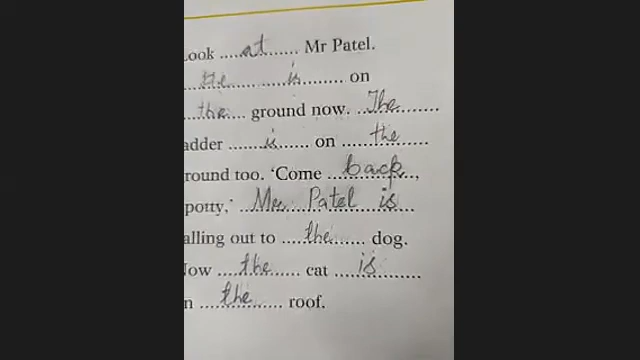 Look ....at....... Mr Patel.
....the.... ....is........ on
...the... ground now. ..The........
adder .......is...... on ....the.....
round too. 'Come ...back........,
potty,' ..Mr... Patel is...
alling out to ....the....... dog.
Now ....the...... cat ....is.........
n ....the...... roof.